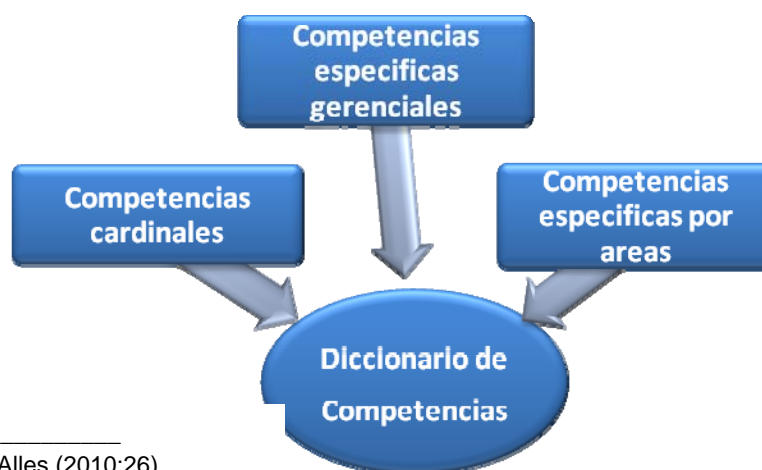 Competencias
especificas
gerenciales
Competencias
cardinales
Competencias
especificas por
areas
Diccionario de
Competencias
Alles (2010:26)